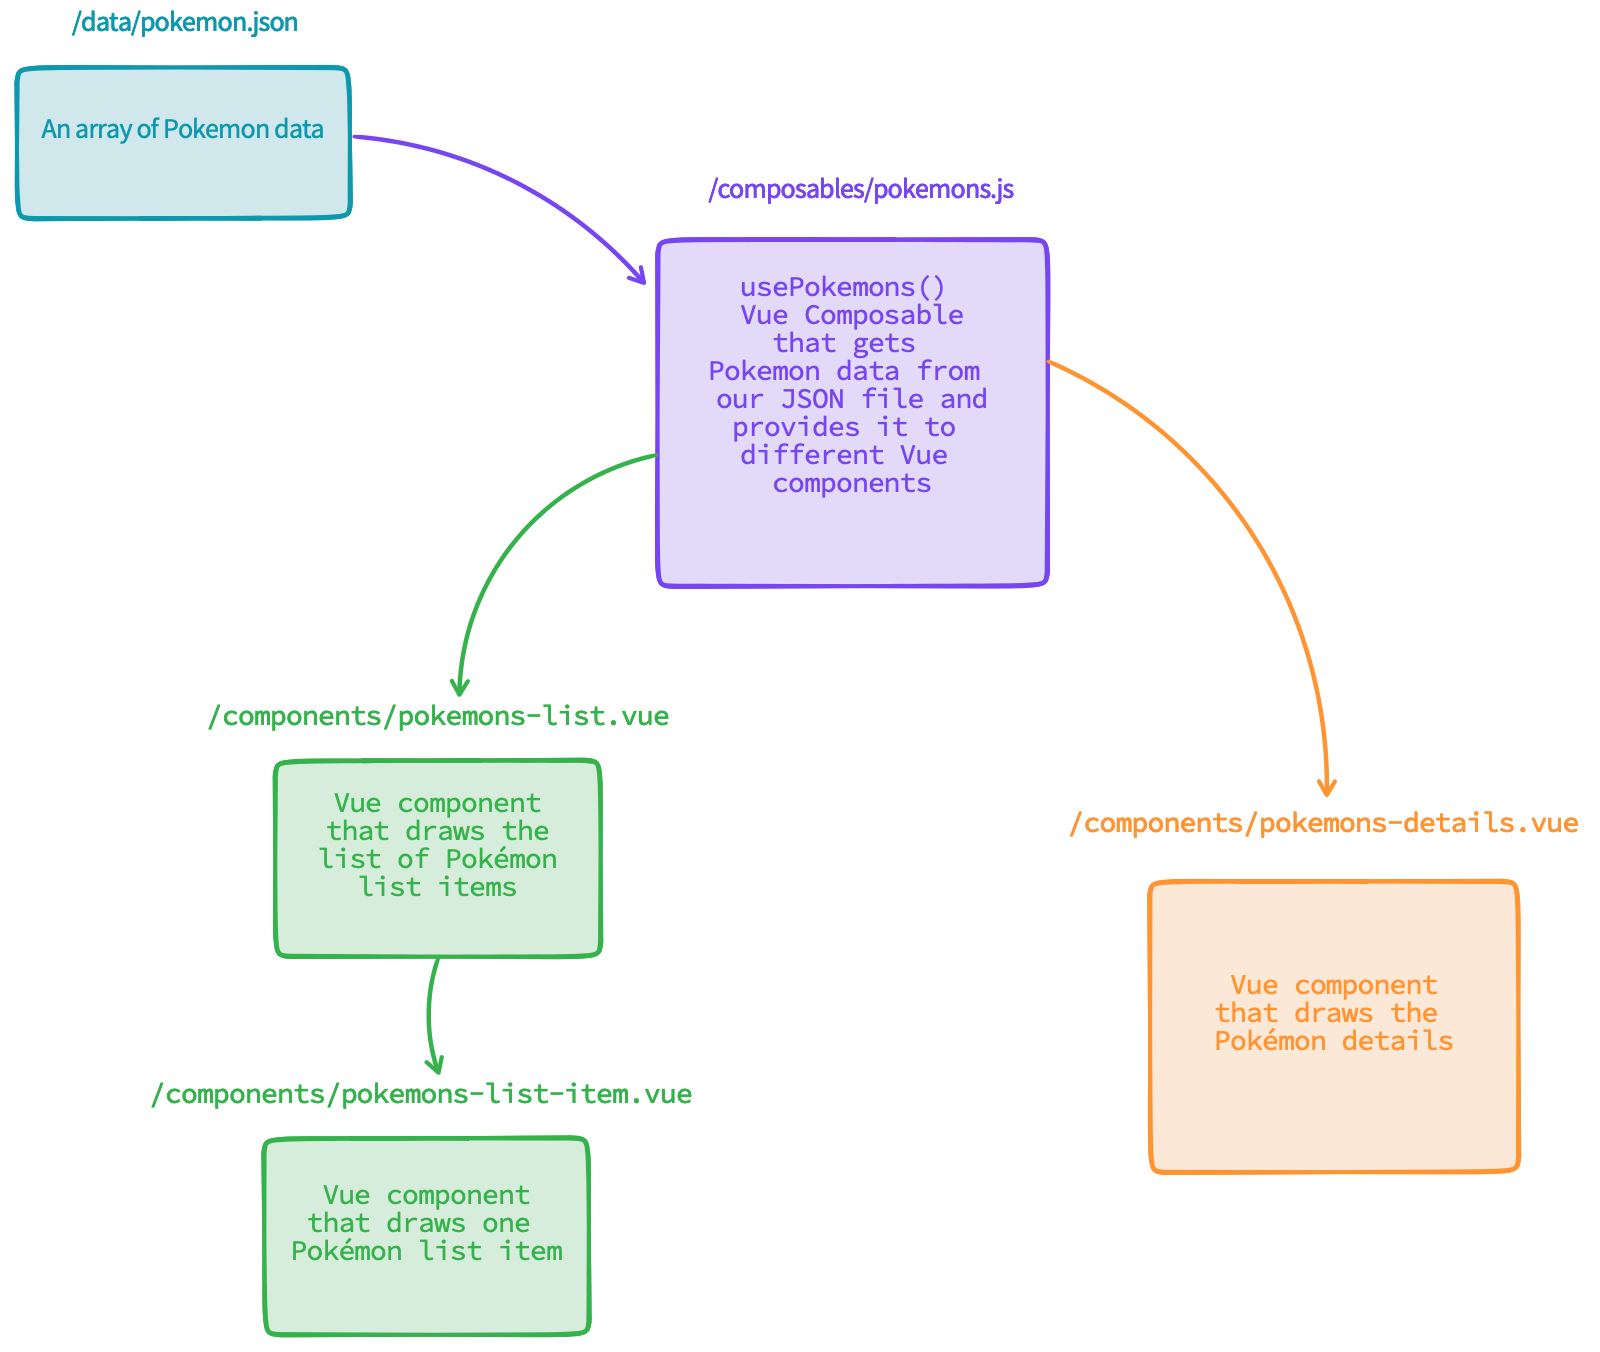 /data/pokemon.json
An array of Pokemon data
/composables/pokemons.js
usePokemons()
Vue Composable
that gets
Pokemon data from
our JSON file and
provides it to
different Vue
components
/components/pokemons-list.vue
Vue component
that draws the
list of Pokémon
list items
/components/pokemons-details.vue
Vue component
that draws the
Pokémon details
/components/pokemons-list-item.vue
Vue component
that draws one
Pokémon list item